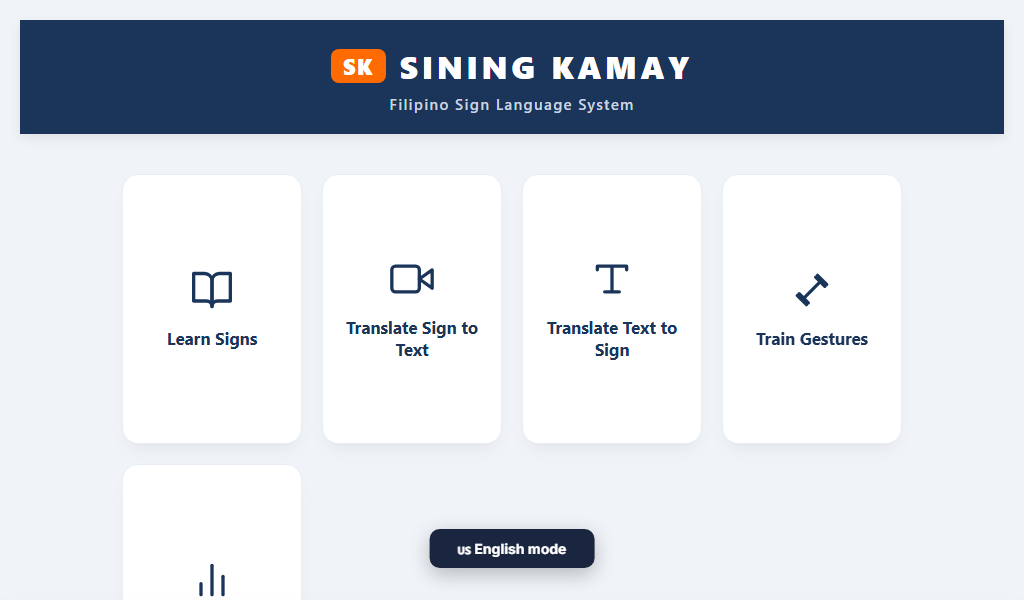 SK SINING KAMAY
Filipino Sign Language System
Learn Signs
Translate Sign to
Text
Translate Text to
Sign
Train Gestures
us English mode